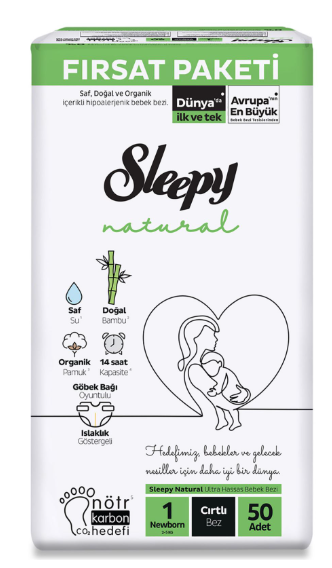 FIRSAT PAKETİ
Saf, Doğal ve Organik
içerikli hipoalerjenik bebek bezi.
Dünya'da
ilk ve tek
Avrupa'nın
En Büyük
Sleepy
natural
Saf
Su
Doğal
Bambu
Organik
Pamuk
14 saat
Kapasite
Göbek Bağı
Oyuntulu
Islaklık
Göstergeli
Hedefimiz, bebekler ve gelecek
nesiller için daha iyi bir dünya.
Sleepy Natural Ultra Hassas Bebek Bezi
nötr
karbon
CO₂ hedefi
1
Newborn
Cırtlı
Bez
50
Adet